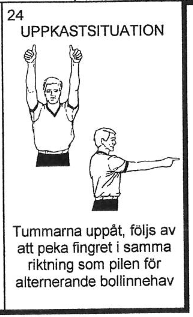 24
UPPKASTSITUATION
Tummarna uppåt, följs av
att peka fingret i samma
riktning som pilen för
alternerande bollinnehav